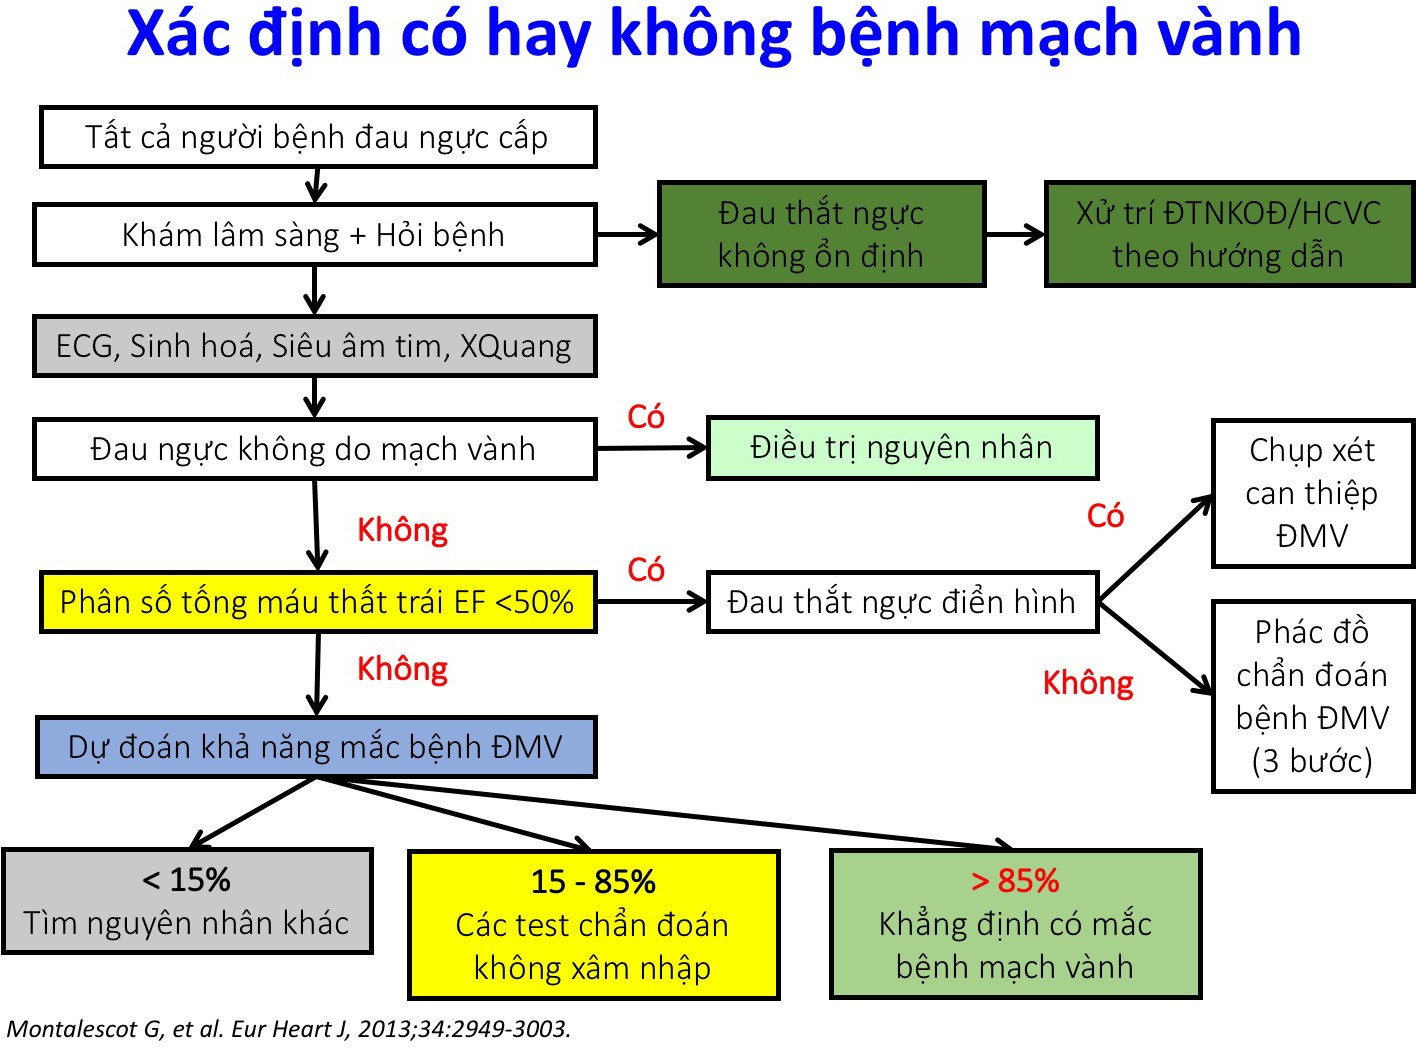 Xác định có hay không bệnh mạch vành
Tất cả người bệnh đau ngực cấp
Khám lâm sàng + Hỏi bệnh
Đau thắt ngực
không ổn định
Xử trí ĐTNKOĐ/HCVC
theo hướng dẫn
ECG, Sinh hoá, Siêu âm tim, XQuang
Đau ngực không do mạch vành
Có
Điều trị nguyên nhân
Không
Phân số tống máu thất trái EF <50%
Có
Đau thắt ngực điển hình
Có
Chụp xét
can thiệp
ĐMV
Không
Phác đồ
chẩn đoán
bệnh ĐMV
(3 bước)
Không
Dự đoán khả năng mắc bệnh ĐMV
< 15%
Tìm nguyên nhân khác
15 - 85%
Các test chẩn đoán
không xâm nhập
> 85%
Khẳng định có mắc
bệnh mạch vành
Montalescot G, et al. Eur Heart J, 2013;34:2949-3003.